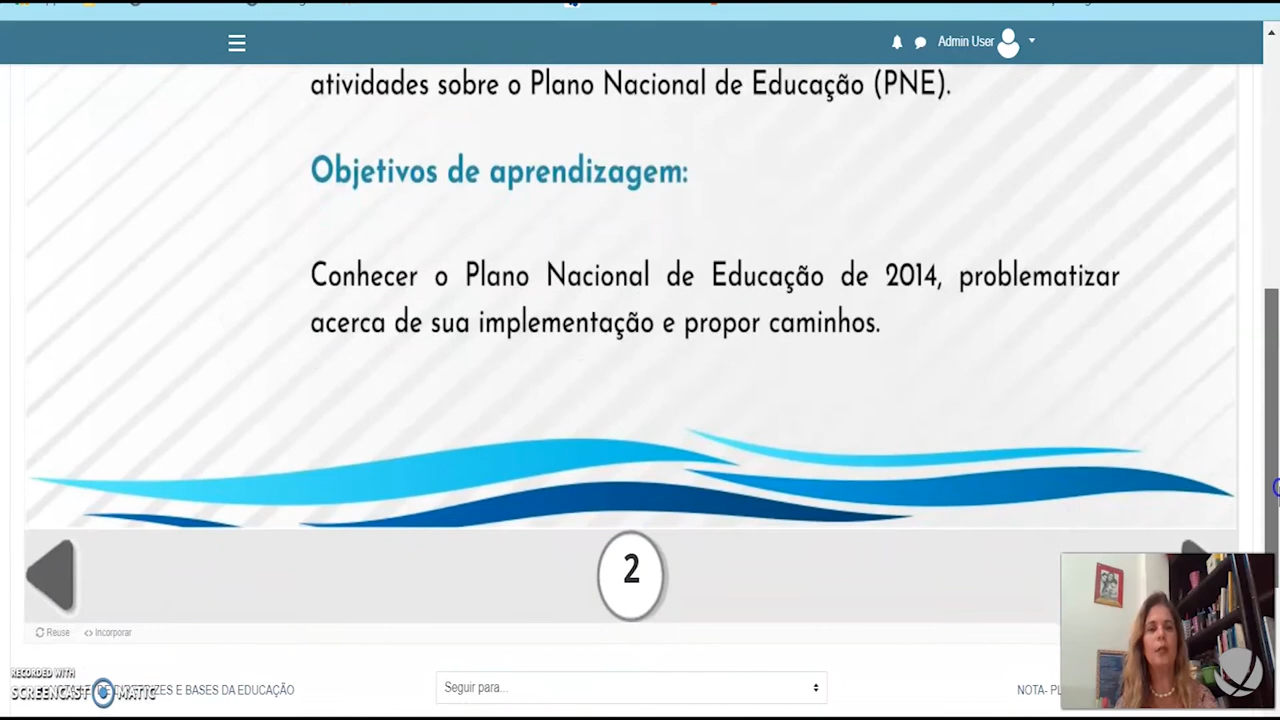 Admin User
atividades sobre o Plano Nacional de Educação (PNE).
Objetivos de aprendizagem:
Conhecer o Plano Nacional de Educação de 2014, problematizar
acerca de sua implementação e propor caminhos.
2
Reuse <> Incorporar
RECORDED WITH
SCREENCAST MATIC
DIRETRIZES E BASES DA EDUCAÇÃO
Seguir para...
NOTA- PL